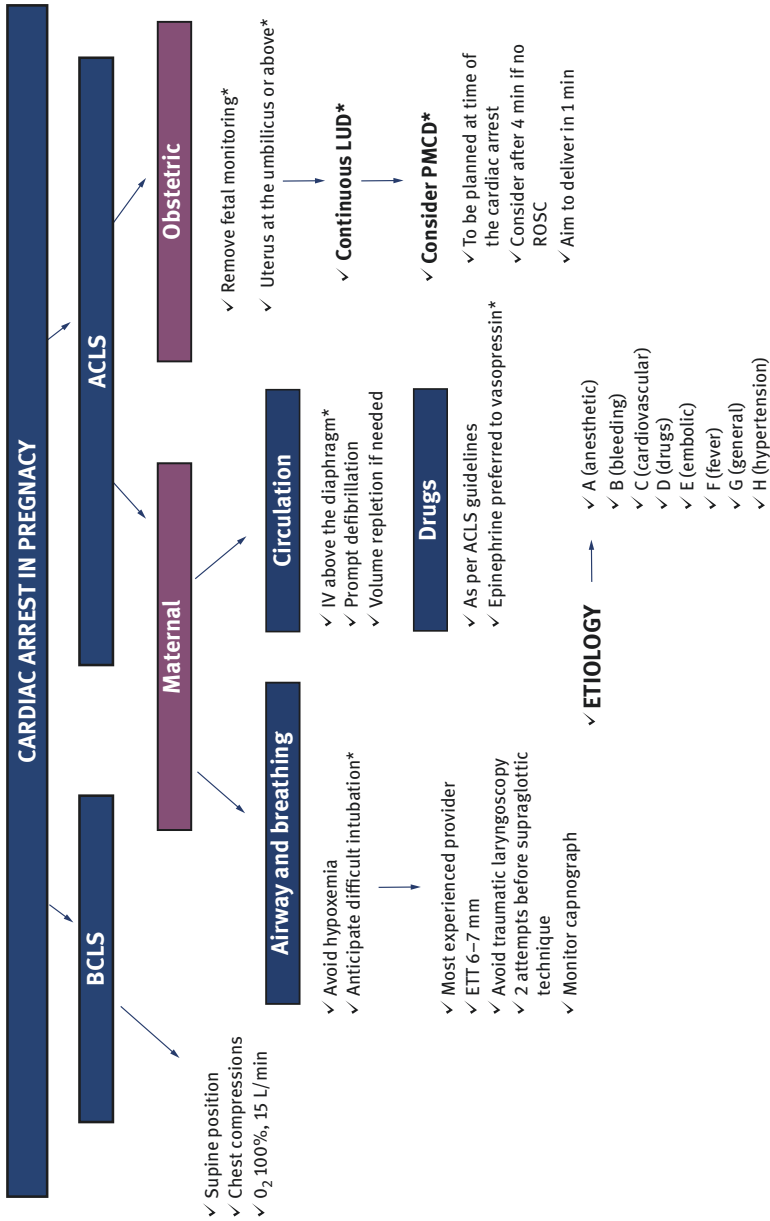 CARDIAC ARREST IN PREGNANCY
BCLS
✓ Supine position
✓ Chest compressions
✓ O₂ 100%, 15 L/min
ACLS
Maternal
Airway and breathing
✓ Avoid hypoxemia
✓ Anticipate difficult intubation*
✓ Most experienced provider
✓ ETT 6–7 mm
✓ Avoid traumatic laryngoscopy
✓ 2 attempts before supraglottic
technique
✓ Monitor capnograph
Circulation
✓ IV above the diaphragm*
✓ Prompt defibrillation
✓ Volume repletion if needed
Drugs
✓ As per ACLS guidelines
✓ Epinephrine preferred to vasopressin*
Obstetric
✓ Remove fetal monitoring*
✓ Uterus at the umbilicus or above*
✓ Continuous LUD*
✓ Consider PMCD*
✓ To be planned at time of
the cardiac arrest
✓ Consider after 4 min if no
ROSC
✓ Aim to deliver in 1 min
✓ ETIOLOGY
✓ A (anesthetic)
✓ B (bleeding)
✓ C (cardiovascular)
✓ D (drugs)
✓ E (embolic)
✓ F (fever)
✓ G (general)
✓ H (hypertension)